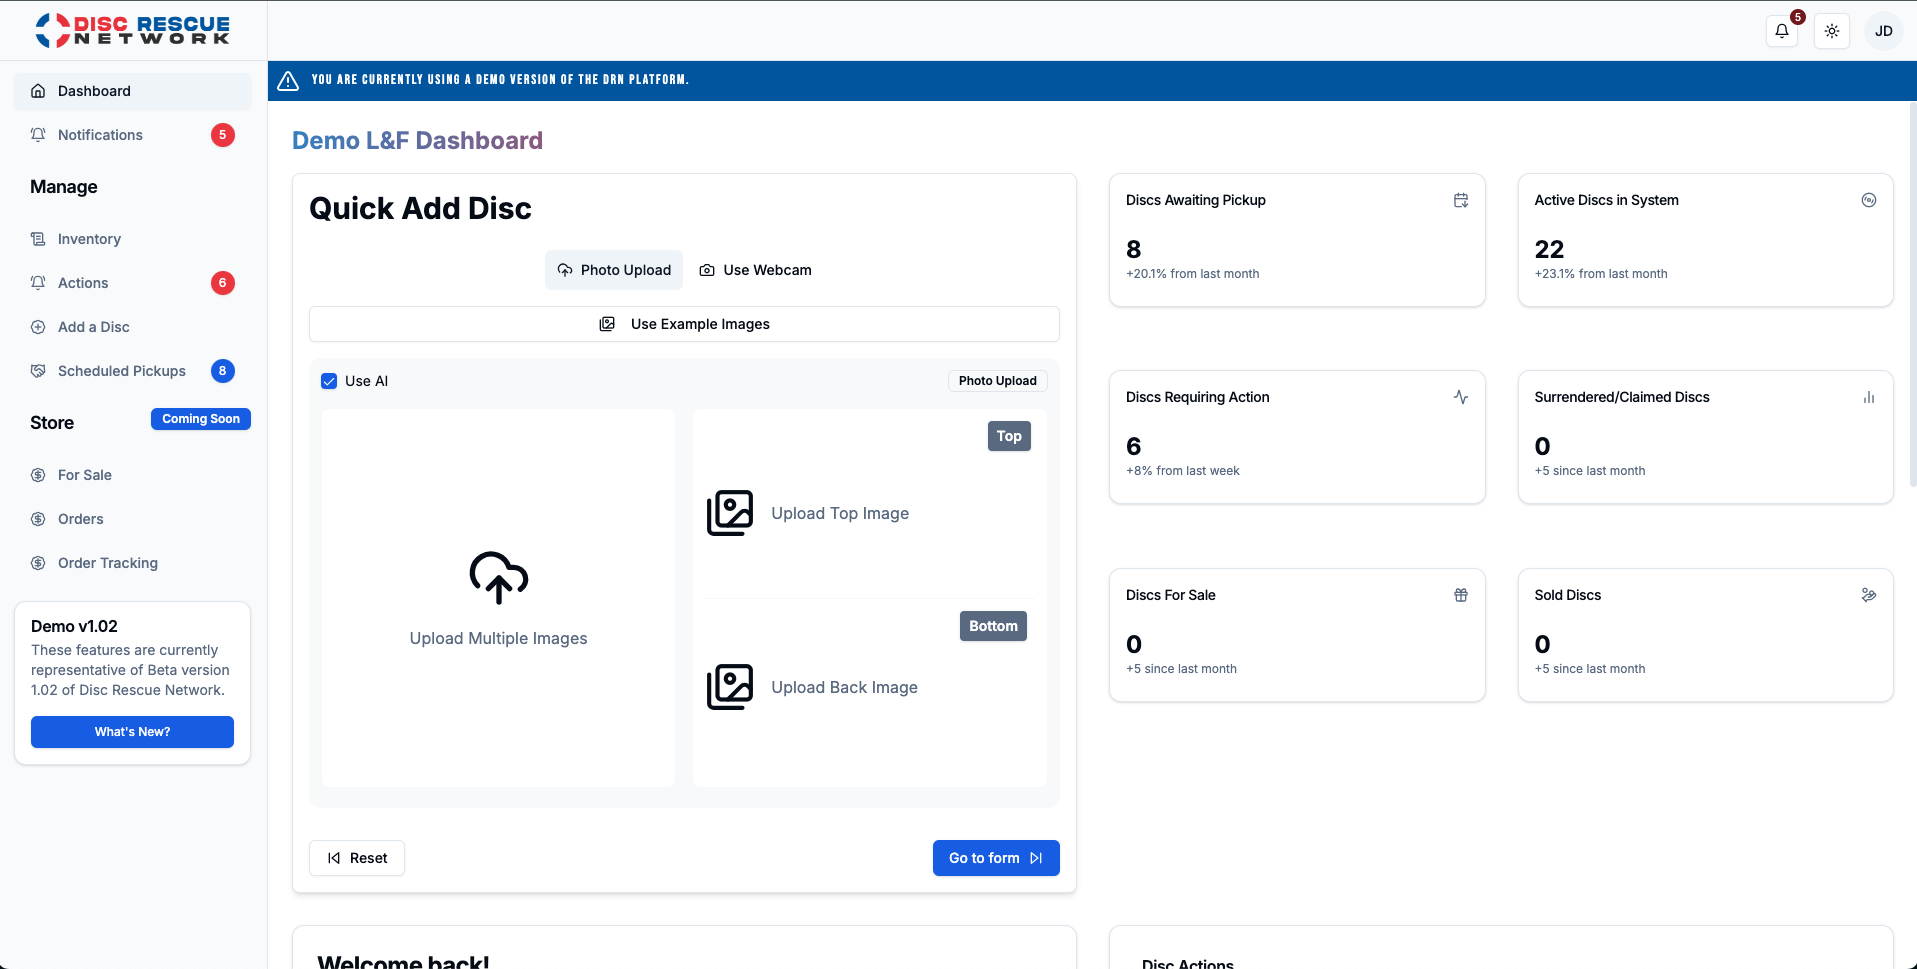 DISC RESCUE
NETWORK
5
JD
Dashboard
Notifications
5
Manage
Inventory
Actions
6
Add a Disc
Scheduled Pickups
8
Store
Coming Soon
For Sale
Orders
Order Tracking
Demo v1.02
These features are currently
representative of Beta version
1.02 of Disc Rescue Network.
What's New?
YOU ARE CURRENTLY USING A DEMO VERSION OF THE DRN PLATFORM.
Demo L&F Dashboard
Quick Add Disc
Photo Upload
Use Webcam
Use Example Images
Use AI
Photo Upload
Upload Multiple Images
Top
Upload Top Image
Bottom
Upload Back Image
Reset
Go to form
Discs Awaiting Pickup
8
+20.1% from last month
Active Discs in System
22
+23.1% from last month
Discs Requiring Action
6
+8% from last week
Surrendered/Claimed Discs
0
+5 since last month
Discs For Sale
0
+5 since last month
Sold Discs
0
+5 since last month
Welcome back!
Disc Actions